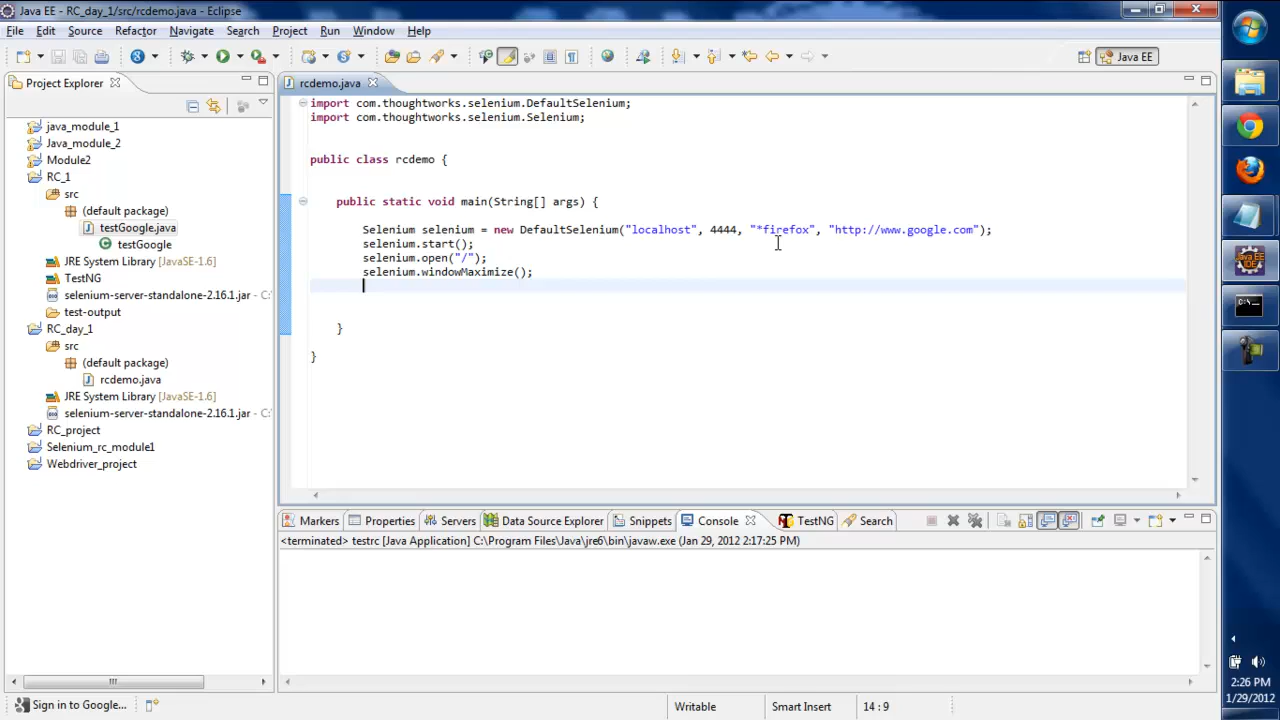 Java EE - RC_day_1/src/rcdemo.java - Eclipse
File Edit Source Refactor Navigate Search Project Run Window Help
Java EE
Project Explorer
rcdemo.java
java_module_1
Java_module_2
Module2
RC_1
src
(default package)
testGoogle.java
testGoogle
JRE System Library [JavaSE-1.6]
TestNG
selenium-server-standalone-2.16.1.jar - C:
test-output
RC_day_1
src
(default package)
rcdemo.java
JRE System Library [JavaSE-1.6]
selenium-server-standalone-2.16.1.jar - C:
RC_project
Selenium_rc_module1
Webdriver_project
import com.thoughtworks.selenium.DefaultSelenium;
import com.thoughtworks.selenium.Selenium;
public class rcdemo {
public static void main(String[] args) {
Selenium selenium = new DefaultSelenium("localhost", 4444, "*firefox", "http://www.google.com");
selenium.start();
selenium.open("/");
selenium.windowMaximize();
}
}
Markers Properties Servers Data Source Explorer Snippets Console TestNG Search
<terminated> testrc [Java Application] C:\Program Files\Java\jre6\bin\javaw.exe (Jan 29, 2012 2:17:25 PM)
Sign in to Google...
Writable
Smart Insert
14 : 9
Java EE
IDE
C:\
2:26 PM
1/29/2012